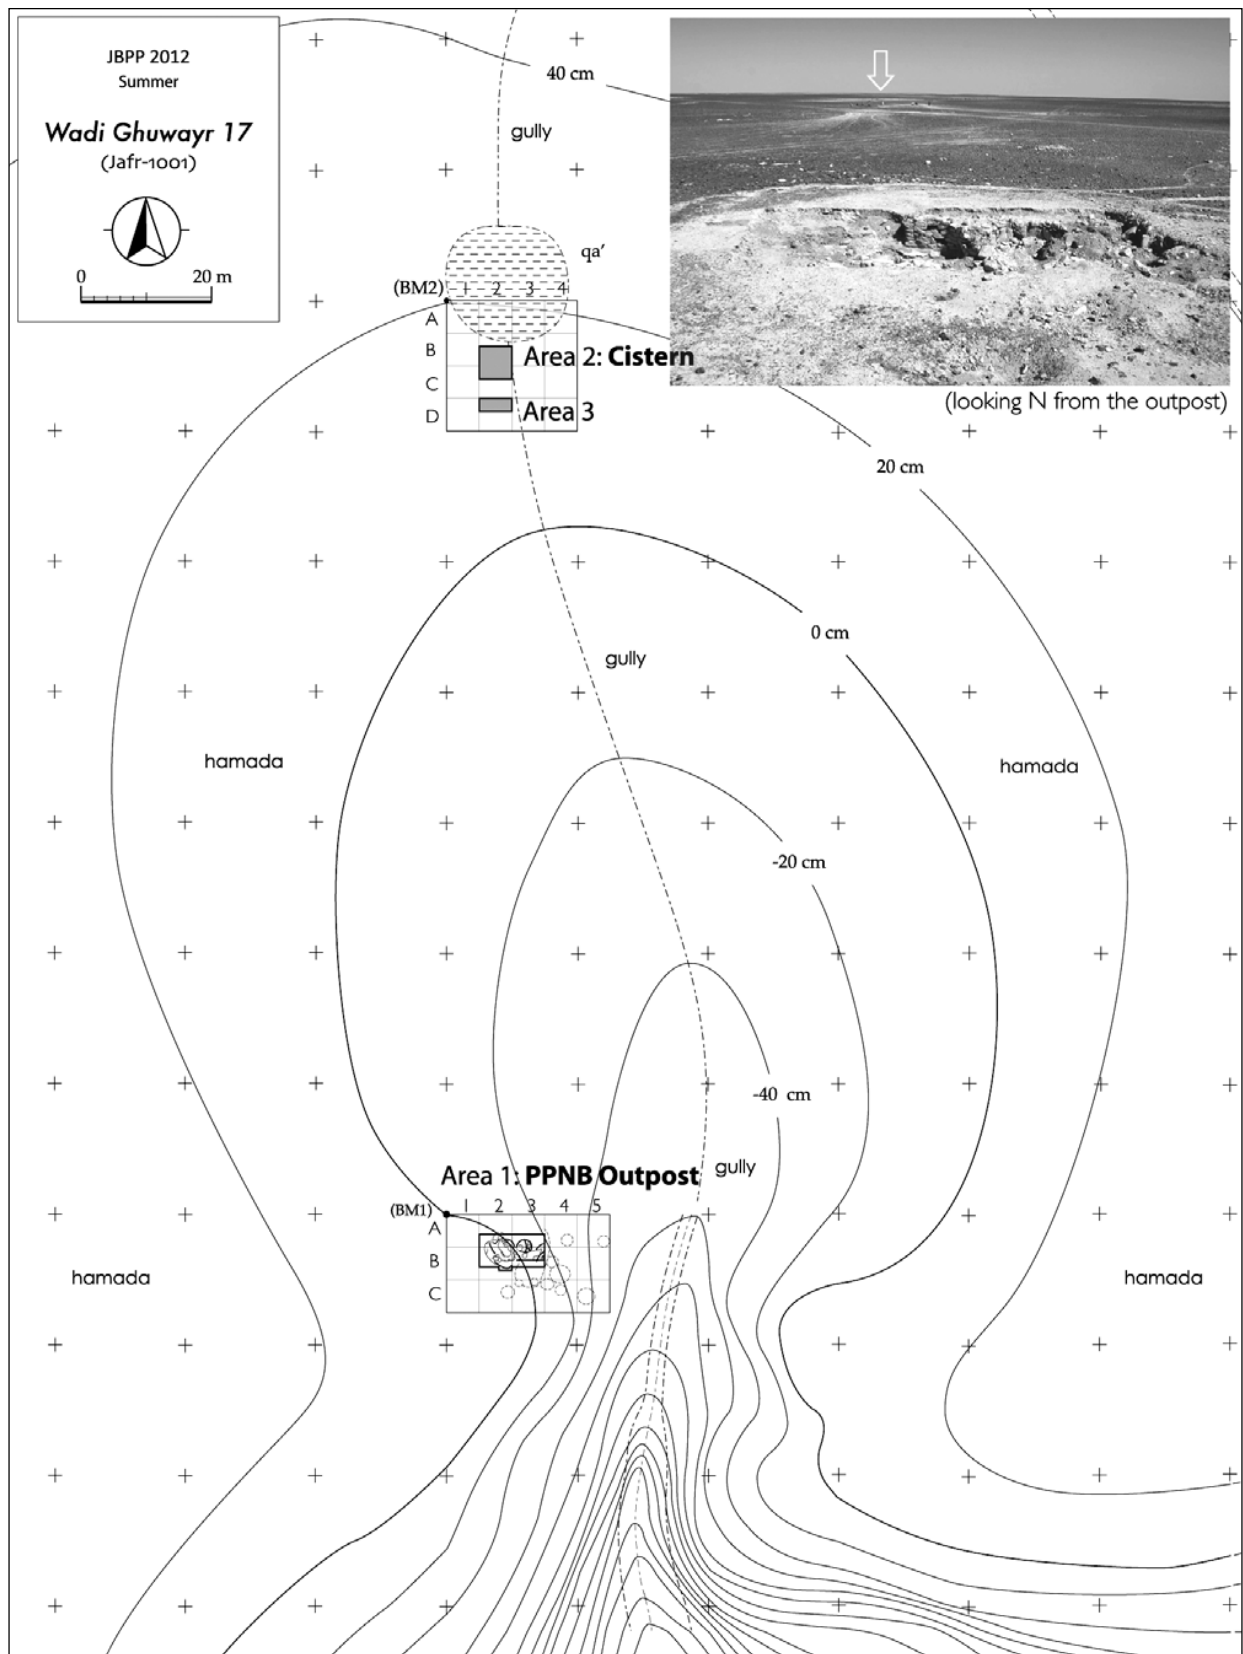 JBPP 2012
Summer
Wadi Ghuwayr 17
(Jafr-1001)
0 20 m
40 cm
gully
qa'
(BM2) 1 2 3 4
A
B
C
D
Area 2: Cistern
Area 3
(looking N from the outpost)
20 cm
0 cm
gully
hamada
hamada
-20 cm
-40 cm
Area 1: PPNB Outpost
gully
(BM1) 1 2 3 4 5
A
B
C
hamada
hamada